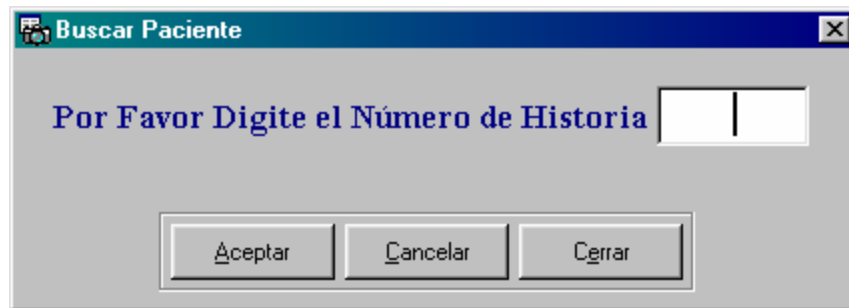 Buscar Paciente
Por Favor Digite el Número de Historia
Aceptar Cancelar Cerrar